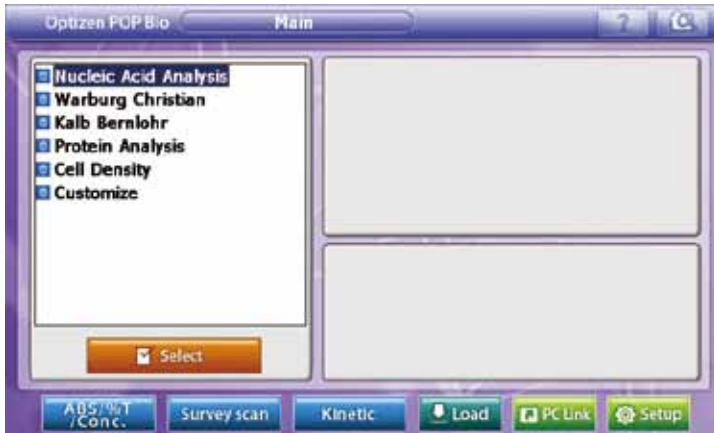 Optizen POP Bio
Main
?
Nucleic Acid Analysis
Warburg Christian
Kalb Bernlohr
Protein Analysis
Cell Density
Customize
Select
ABS/%T
/Conc.
Survey scan
Kinetic
Load
PC Link
Setup